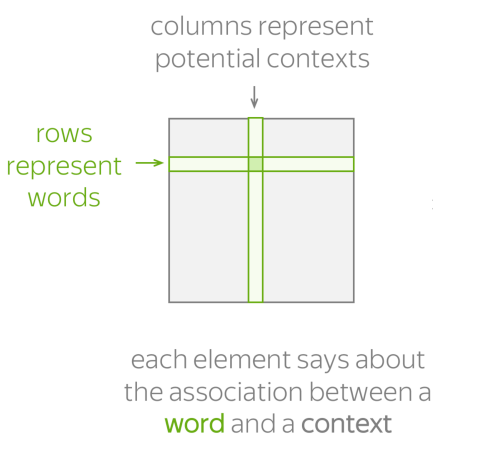 columns represent
potential contexts
rows
represent
words
each element says about
the association between a
word and a context